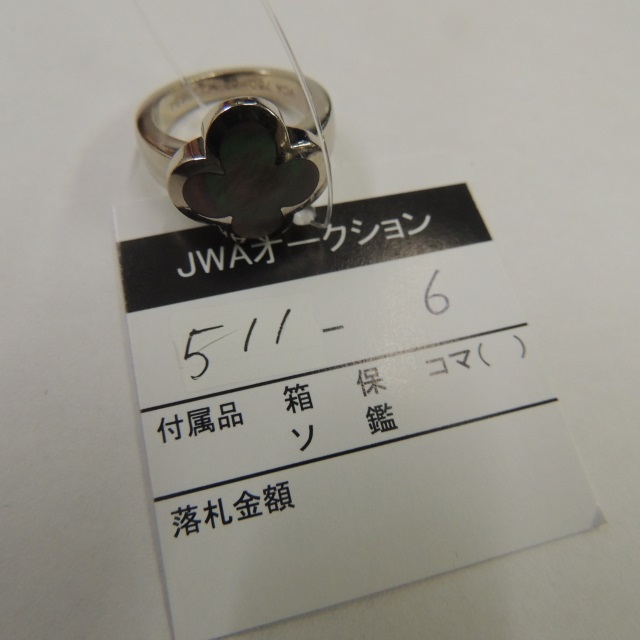 JWAオークション
511-6
付属品 箱 保 コマ( )
ソ 鑑
落札金額